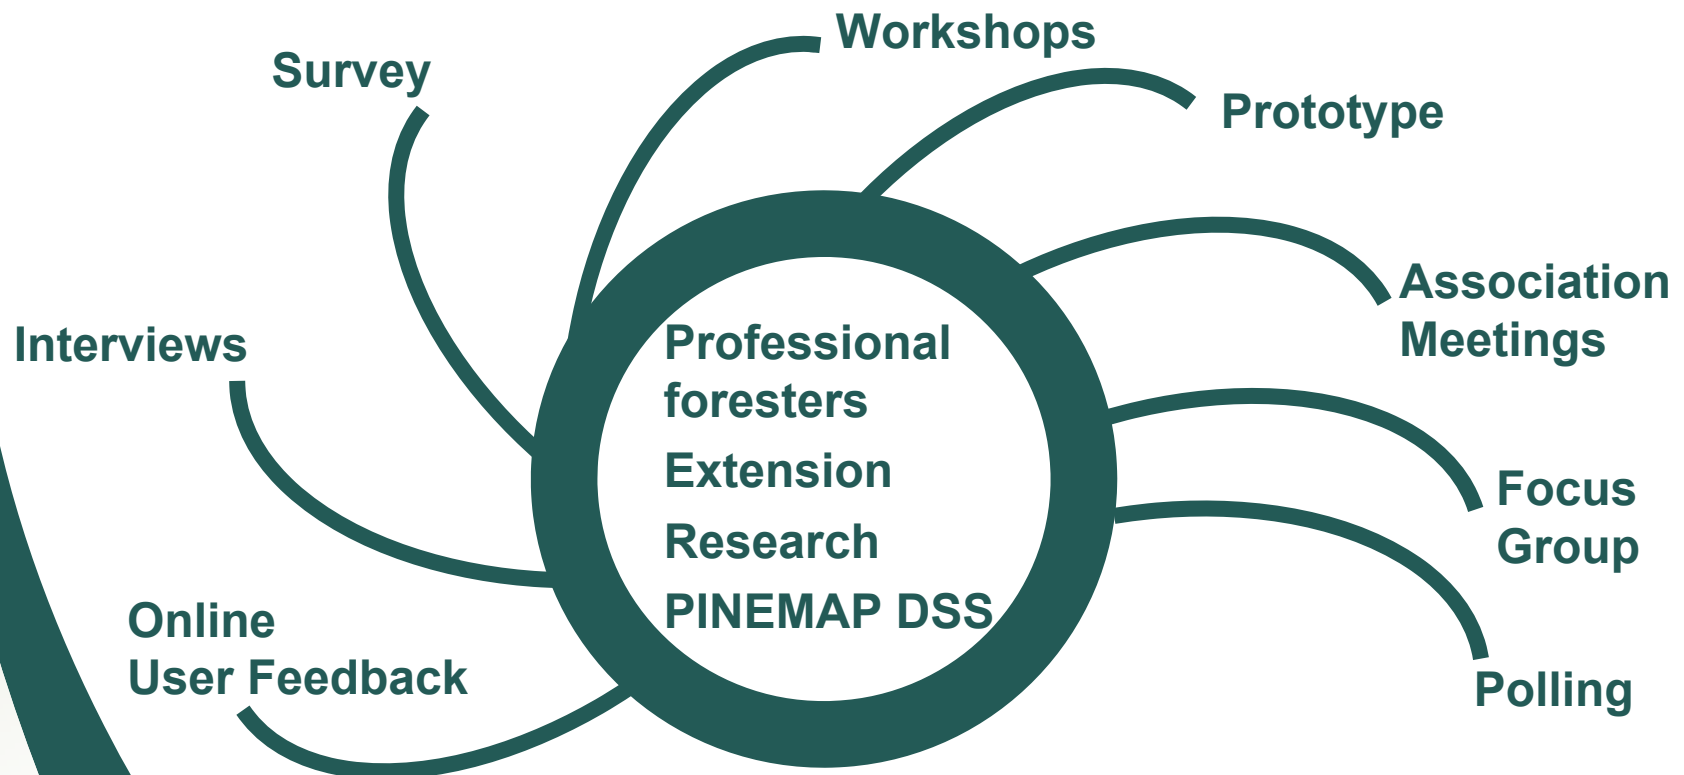 Workshops
Survey
Prototype
Association
Meetings
Interviews
Professional
foresters
Extension
Research
PINEMAP DSS
Focus
Group
Online
User Feedback
Polling